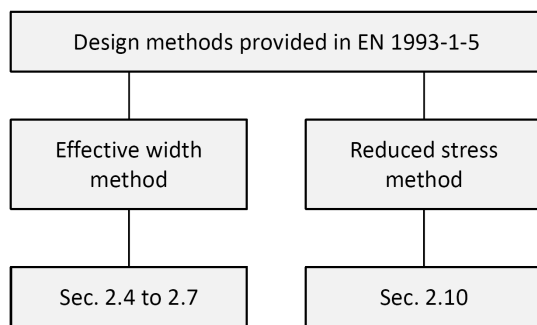 Design methods provided in EN 1993-1-5
Effective width
method
Reduced stress
method
Sec. 2.4 to 2.7
Sec. 2.10